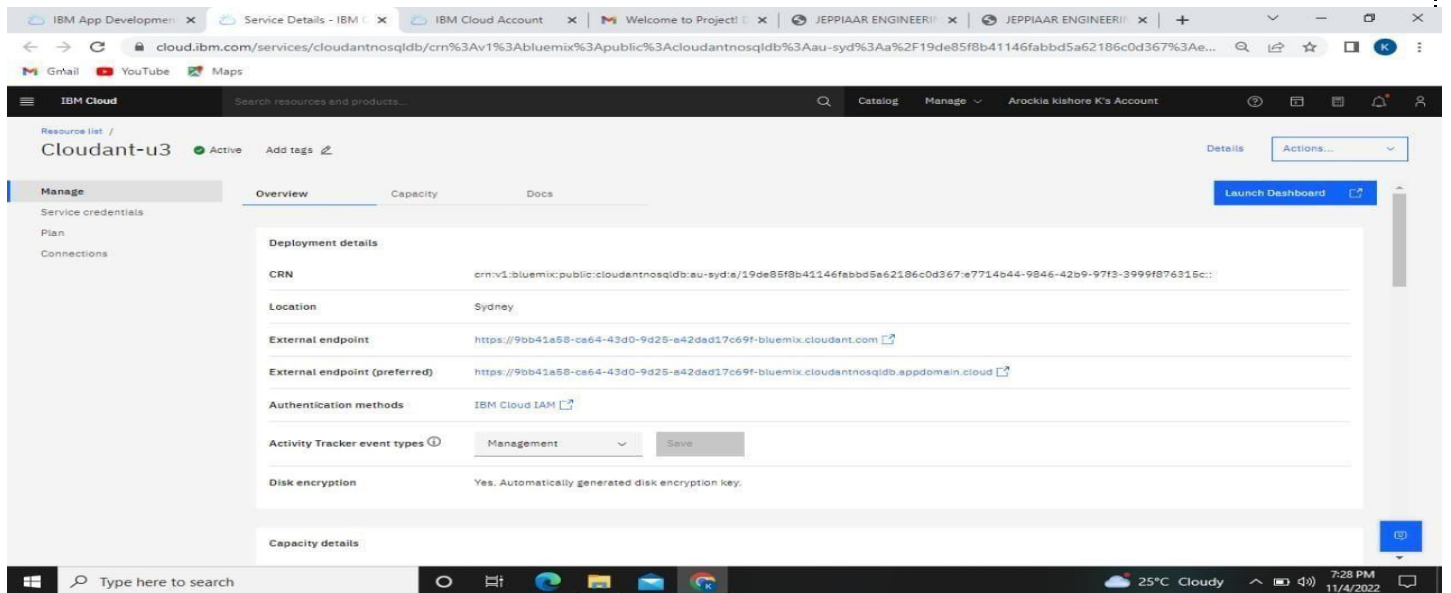 IBM App Developmen
Service Details - IBM C
IBM Cloud Account
Welcome to Project! D
JEPPIAAR ENGINEERIN
JEPPIAAR ENGINEERIN
cloud.ibm.com/services/cloudantnosqldb/crn%3Av1%3Abluemix%3Apublic%3Acloudantnosqldb%3Aau-syd%3Aa%2F19de85f8b41146fabbd5a62186c0d367%3Ae...
K
Gmail YouTube Maps
IBM Cloud Search resources and products... Catalog Manage Arockia kishore K's Account
Resource list /
Cloudant-u3 Active Add tags Details Actions...
Manage
Service credentials
Plan
Connections
Overview Capacity Docs Launch Dashboard
Deployment details
CRN crn:v1:bluemix:public:cloudantnosqldb:au-syd:a/19de85f8b41146fabbd5a62186c0d367:e7714b44-9846-42b9-97f3-3999f876315c::
Location Sydney
External endpoint https://9bb41a58-ca64-43d0-9d25-a42dad17c69f-bluemix.cloudant.com
External endpoint (preferred) https://9bb41a58-ca64-43d0-9d25-a42dad17c69f-bluemix.cloudantnosqldb.appdomain.cloud
Authentication methods IBM Cloud IAM
Activity Tracker event types Management Save
Disk encryption Yes. Automatically generated disk encryption key.
Capacity details
Type here to search
25°C Cloudy
7:28 PM
11/4/2022